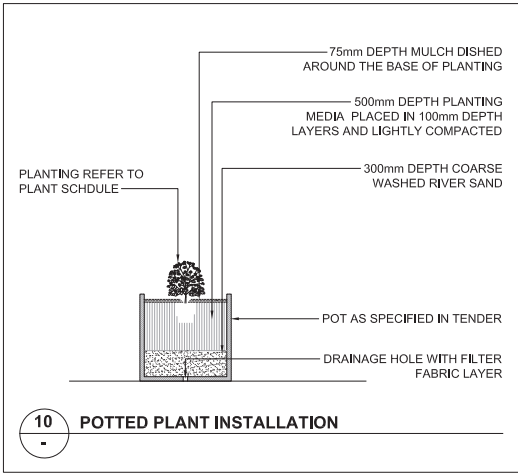 75mm DEPTH MULCH DISHED
AROUND THE BASE OF PLANTING
500mm DEPTH PLANTING
MEDIA PLACED IN 100mm DEPTH
LAYERS AND LIGHTLY COMPACTED
300mm DEPTH COARSE
WASHED RIVER SAND
PLANTING REFER TO
PLANT SCHDULE
POT AS SPECIFIED IN TENDER
DRAINAGE HOLE WITH FILTER
FABRIC LAYER
10
-
POTTED PLANT INSTALLATION